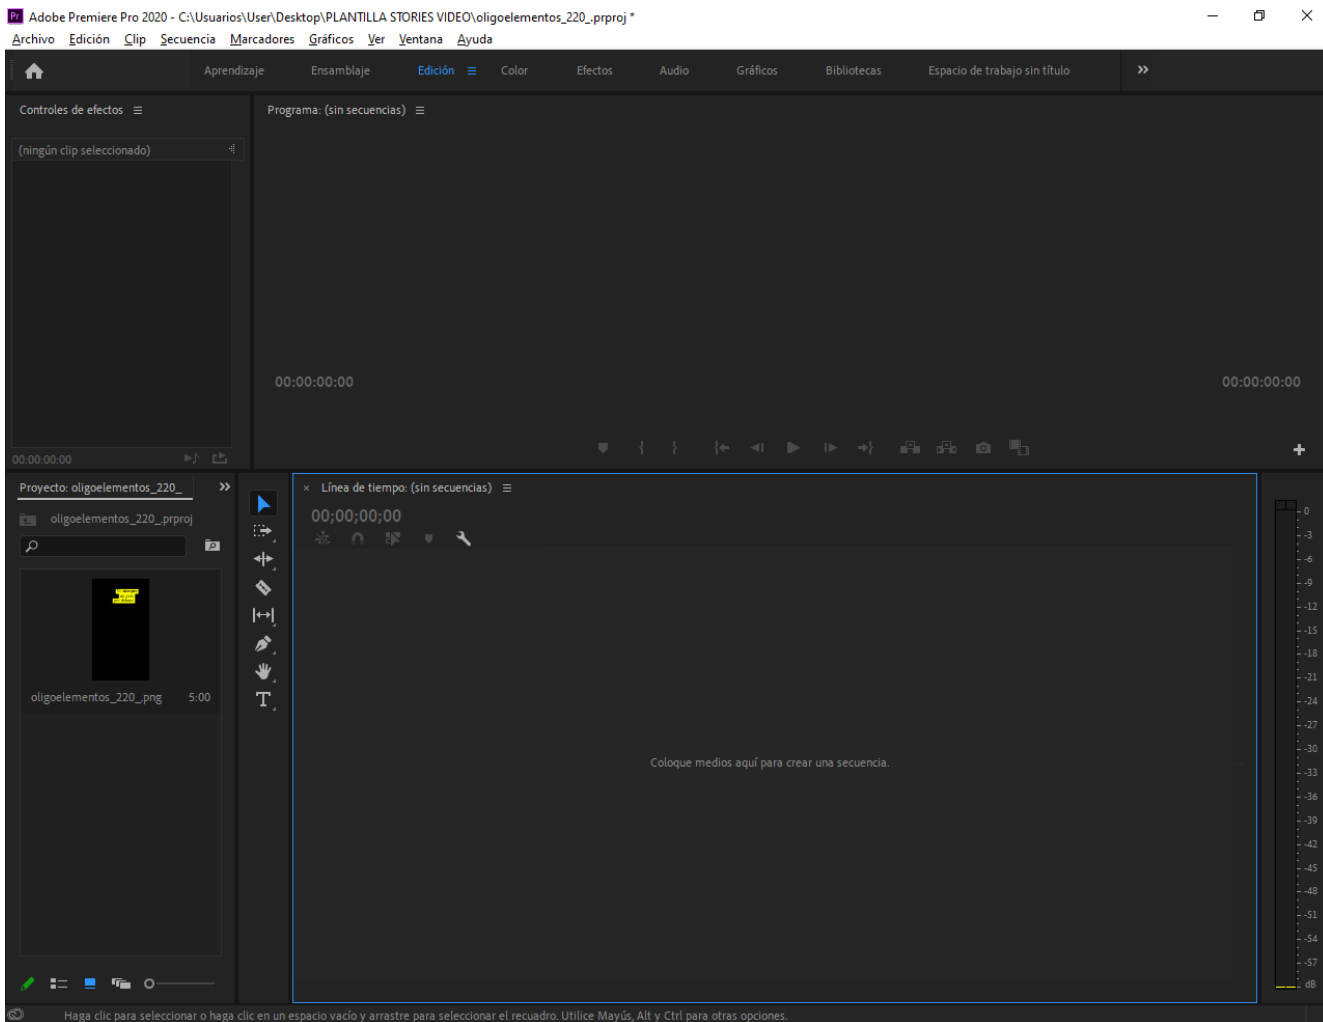 Adobe Premiere Pro 2020 - C:\Usuarios\User\Desktop\PLANTILLA STORIES VIDEO\oligoelementos_220_.prproj *
Archivo Edición Clip Secuencia Marcadores Gráficos Ver Ventana Ayuda
Aprendizaje Ensamblaje Edición Color Efectos Audio Gráficos Bibliotecas Espacio de trabajo sin título
Controles de efectos
Programa: (sin secuencias)
(ningún clip seleccionado)
00:00:00:00
00:00:00:00
00:00:00:00
Proyecto: oligoelementos_220_
oligoelementos_220_.prproj
oligoelementos_220_.png 5:00
Línea de tiempo: (sin secuencias)
00;00;00;00
Coloque medios aquí para crear una secuencia.
0
-3
-6
-9
-12
-15
-18
-21
-24
-27
-30
-33
-36
-39
-42
-45
-48
-51
-54
-57
dB
Haga clic para seleccionar o haga clic en un espacio vacío y arrastre para seleccionar el recuadro. Utilice Mayús, Alt y Ctrl para otras opciones.